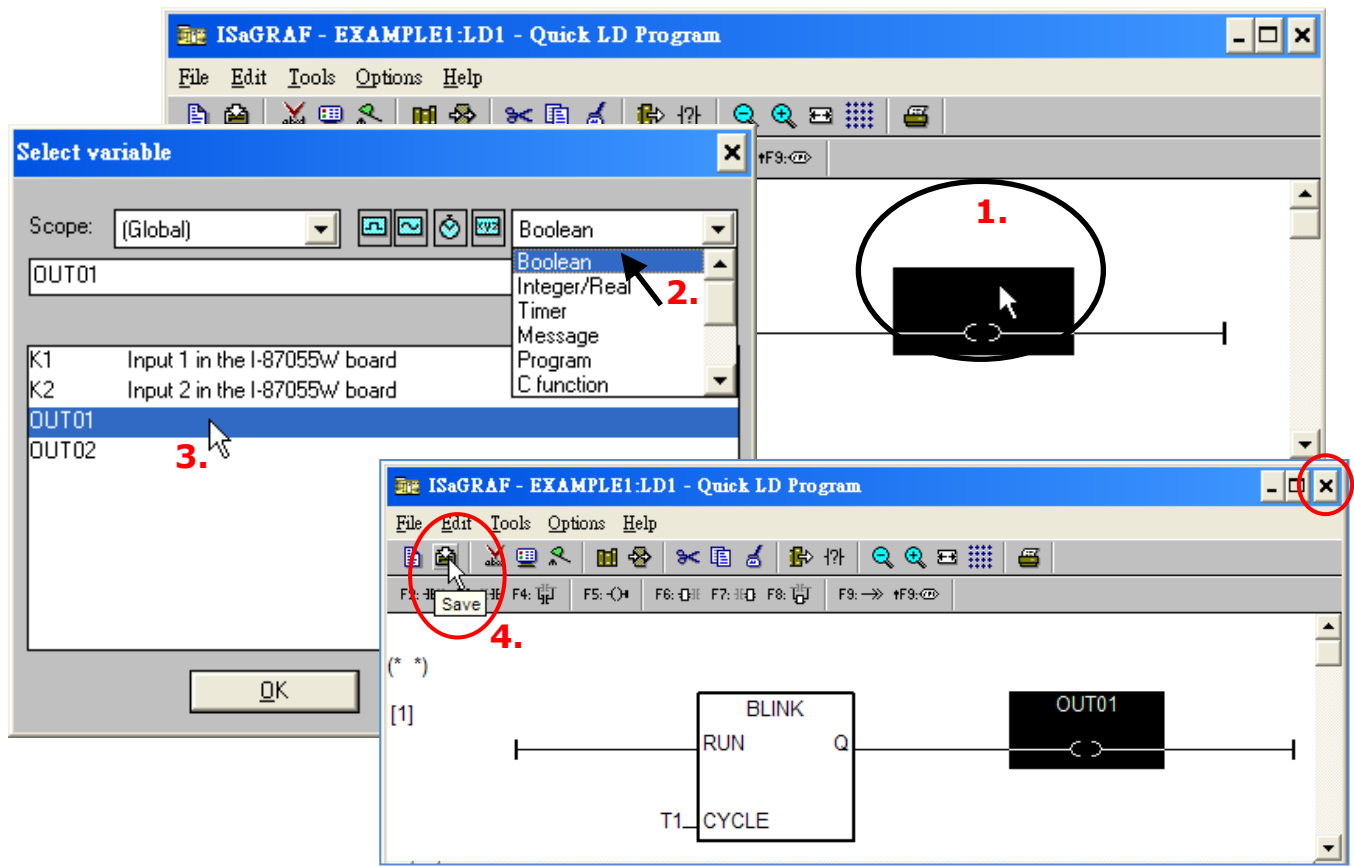 ISaGRAF - EXAMPLE1:LD1 - Quick LD Program
File Edit Tools Options Help
↑F9:
1.
Select variable
Scope: (Global) Boolean
OUT01
Boolean
Integer/Real
Timer
Message
Program
C function
2.
K1 Input 1 in the I-87055W board
K2 Input 2 in the I-87055W board
OUT01
OUT02
3.
OK
ISaGRAF - EXAMPLE1:LD1 - Quick LD Program
File Edit Tools Options Help
F2: F4: F5: F6: F7: F8: F9: ↑F9:
Save
4.
(* *)
[1]
BLINK
OUT01
RUN Q
T1 CYCLE